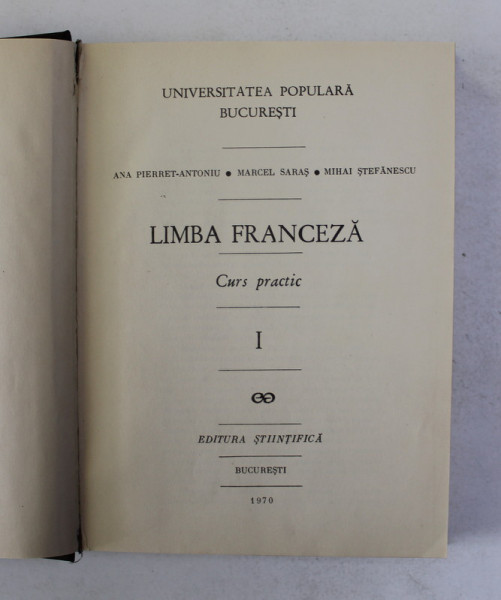 UNIVERSITATEA POPULARĂ
BUCUREȘTI
ANA PIERRET-ANTONIU ● MARCEL SARAȘ ● MIHAI ȘTEFĂNESCU
LIMBA FRANCEZĂ
Curs practic
I
EDITURA ȘTIINȚIFICĂ
BUCUREȘTI
1970